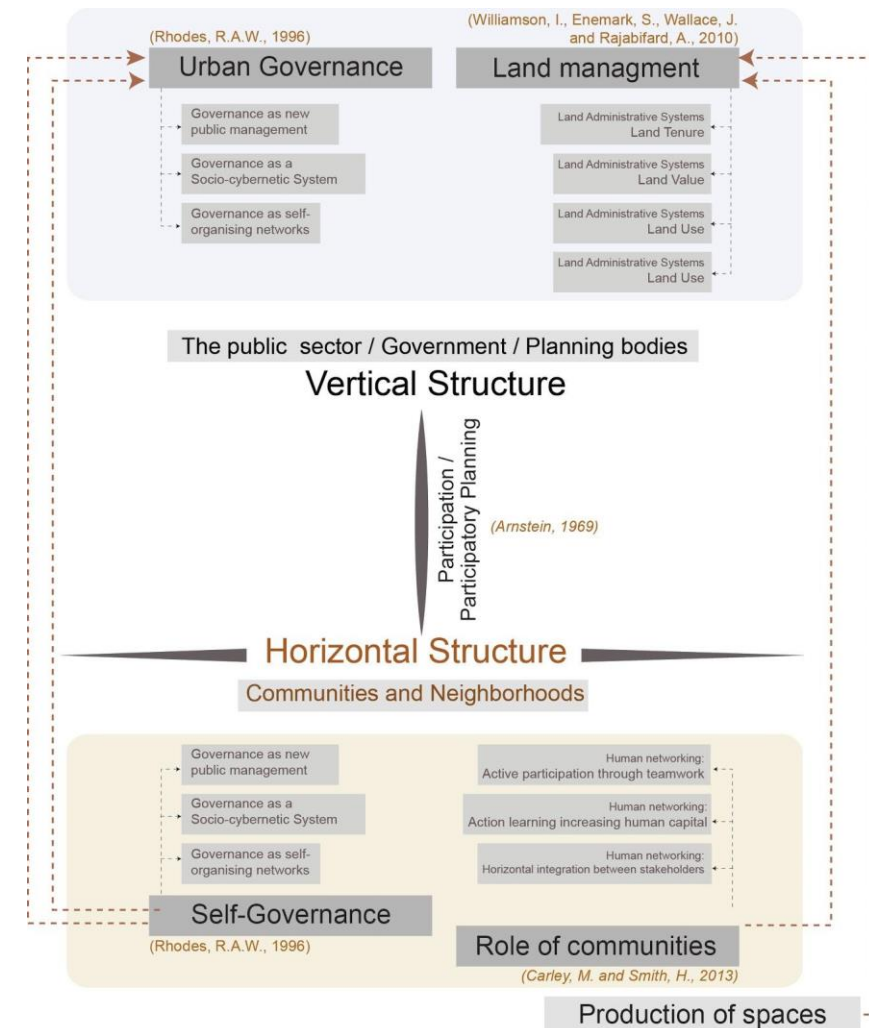 (Rhodes, R.A.W., 1996)
Urban Governance
Governance as new
public management
Governance as a
Socio-cybernetic System
Governance as self-
organising networks
(Williamson, I., Enemark, S., Wallace, J.
and Rajabifard, A., 2010)
Land managment
Land Administrative Systems
Land Tenure
Land Administrative Systems
Land Value
Land Administrative Systems
Land Use
Land Administrative Systems
Land Use
The public sector / Government / Planning bodies
Vertical Structure
Participation /
Participatory Planning
(Arnstein, 1969)
Horizontal Structure
Communities and Neighborhoods
Governance as new
public management
Governance as a
Socio-cybernetic System
Governance as self-
organising networks
Self-Governance
(Rhodes, R.A.W., 1996)
Human networking:
Active participation through teamwork
Human networking:
Action learning increasing human capital
Human networking:
Horizontal integration between stakeholders
Role of communities
(Carley, M. and Smith, H., 2013)
Production of spaces